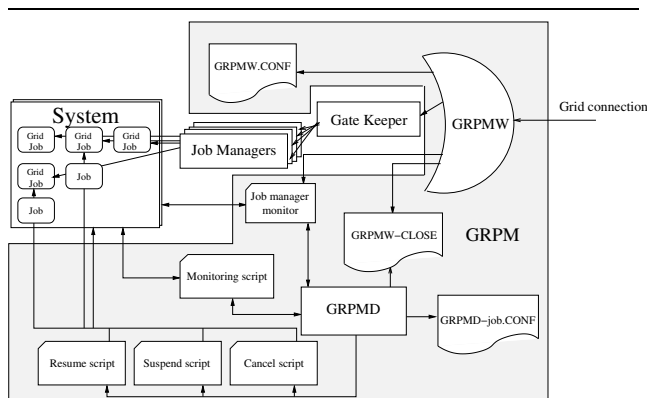 GRPMW.CONF
System
Grid
Job
Grid
Job
Grid
Job
Gate Keeper
GRPMW
Grid connection
Job Managers
Grid
Job
Job
Job
Job manager
monitor
GRPMW−CLOSE
GRPM
Monitoring script
GRPMD
GRPMD−job.CONF
Resume script
Suspend script
Cancel script